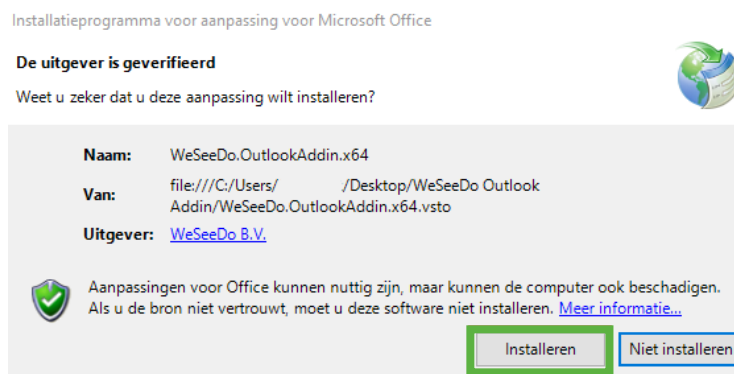 Installatieprogramma voor aanpassing voor Microsoft Office
De uitgever is geverifieerd
Weet u zeker dat u deze aanpassing wilt installeren?
Naam: WeSeeDo.OutlookAddin.x64
Van: file:///C:/Users/ /Desktop/WeSeeDo Outlook
Addin/WeSeeDo.OutlookAddin.x64.vsto
Uitgever: WeSeeDo B.V.
Aanpassingen voor Office kunnen nuttig zijn, maar kunnen de computer ook beschadigen.
Als u de bron niet vertrouwt, moet u deze software niet installeren. Meer informatie...
Installeren Niet installeren